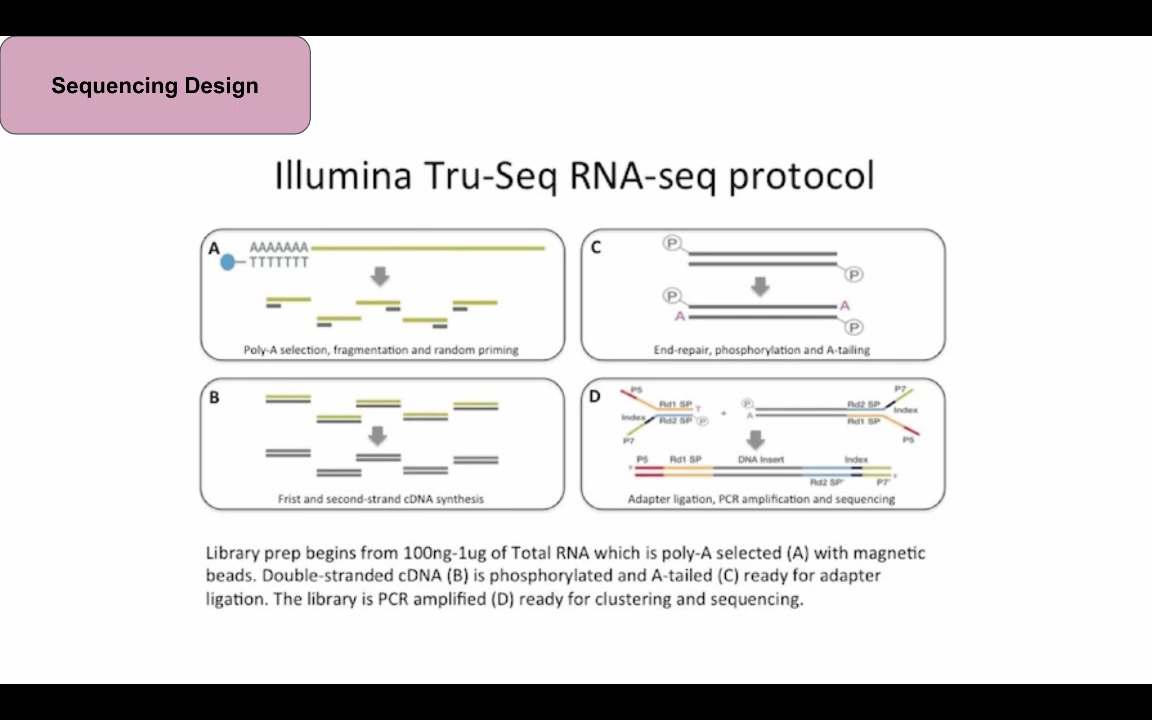 Sequencing Design
Illumina Tru-Seq RNA-seq protocol
A
AAAAAAA
TTTTTTT
Poly-A selection, fragmentation and random priming
C
P
P
P
A
A
P
End-repair, phosphorylation and A-tailing
B
Frist and second-strand cDNA synthesis
D
P5
Rd1 SP
T
Index
Rd2 SP
P
P7
+
P
A
P7
Rd2 SP
Index
Rd1 SP
P5
P5 Rd1 SP DNA Insert Index
Rd2 SP' P7'
Adapter ligation, PCR amplification and sequencing
Library prep begins from 100ng-1ug of Total RNA which is poly-A selected (A) with magnetic
beads. Double-stranded cDNA (B) is phosphorylated and A-tailed (C) ready for adapter
ligation. The library is PCR amplified (D) ready for clustering and sequencing.